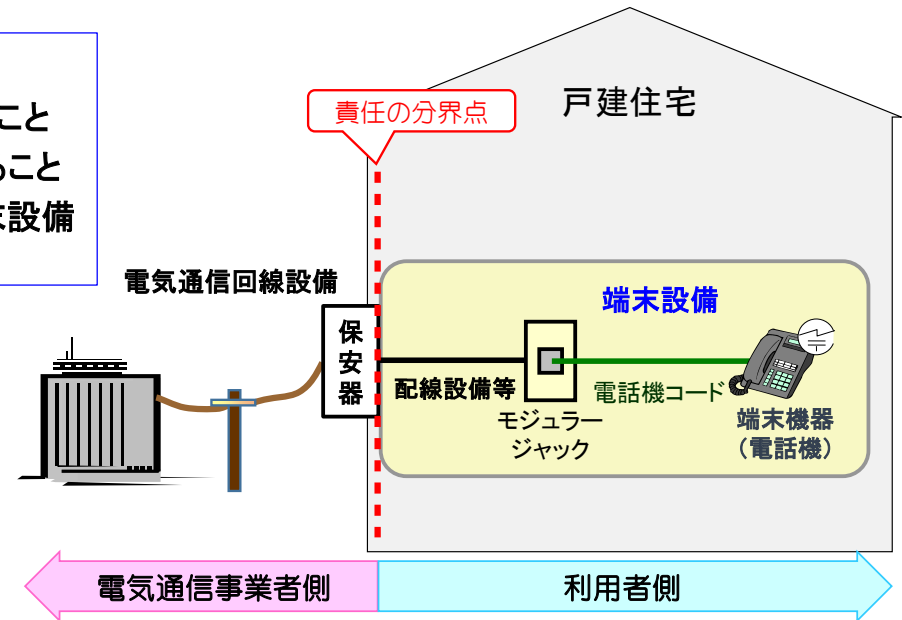 こと
こと
設備
責任の分界点
戸建住宅
電気通信回線設備
保
安
器
端末設備
配線設備等
モジュラー
ジャック
電話機コード
端末機器
(電話機)
電気通信事業者側
利用者側